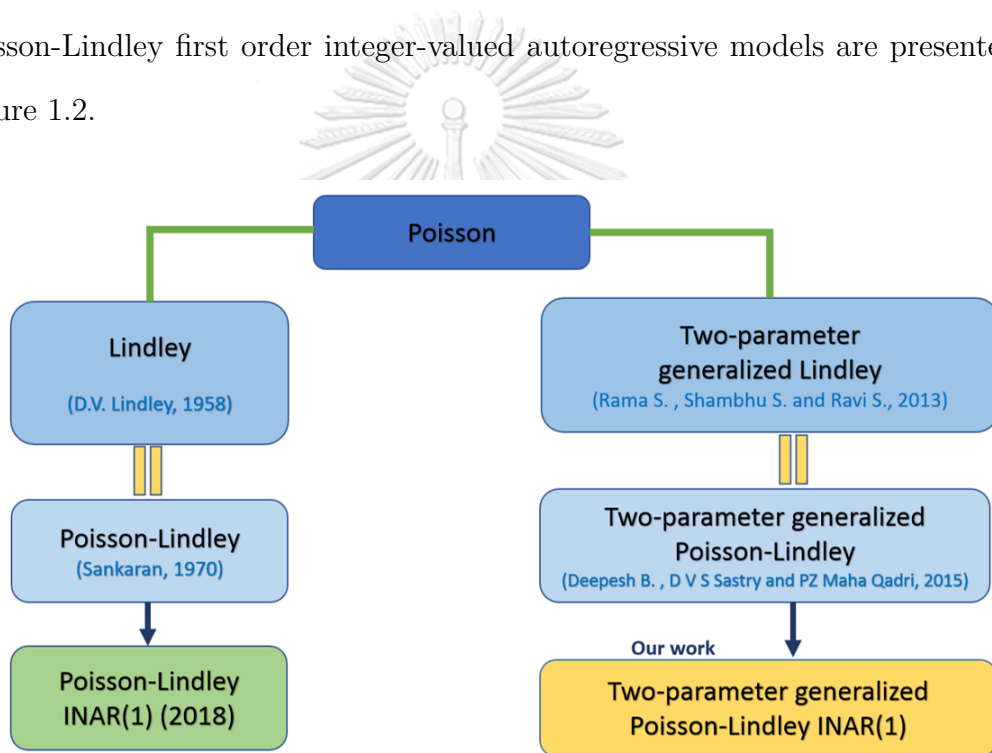 sson-Lindley first order integer-valued autoregressive models are presente
ure 1.2.
Poisson
Lindley
(D.V. Lindley, 1958)
Two-parameter
generalized Lindley
(Rama S. , Shambhu S. and Ravi S., 2013)
Poisson-Lindley
(Sankaran, 1970)
Two-parameter generalized
Poisson-Lindley
(Deepesh B. , D V S Sastry and PZ Maha Qadri, 2015)
Our work
Poisson-Lindley
INAR(1) (2018)
Two-parameter generalized
Poisson-Lindley INAR(1)